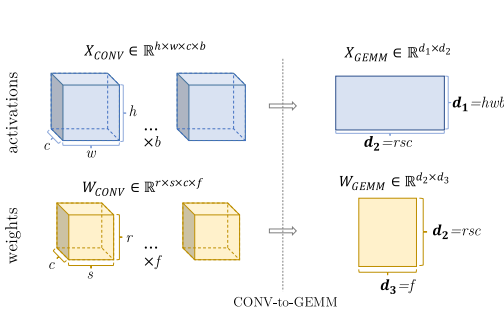 X_CONV ∈ ℝ^{h×w×c×b}
X_GEMM ∈ ℝ^{d₁×d₂}
activations
h
c
w
...
×b
d₁=hwb
d₂=rsc
W_CONV ∈ ℝ^{r×s×c×f}
W_GEMM ∈ ℝ^{d₂×d₃}
weights
r
c
s
...
×f
d₂=rsc
d₃=f
CONV-to-GEMM